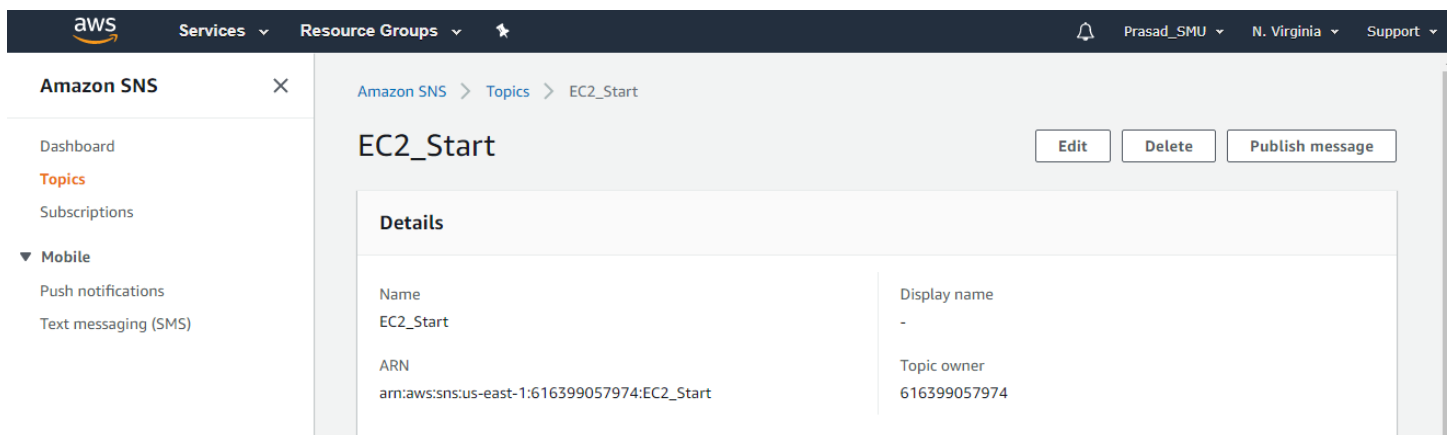 aws Services Resource Groups Prasad_SMU N. Virginia Support
Amazon SNS
Amazon SNS > Topics > EC2_Start
Dashboard
Topics
Subscriptions
Mobile
Push notifications
Text messaging (SMS)
EC2_Start
Edit Delete Publish message
Details
Name
EC2_Start
Display name
-
ARN
arn:aws:sns:us-east-1:616399057974:EC2_Start
Topic owner
616399057974